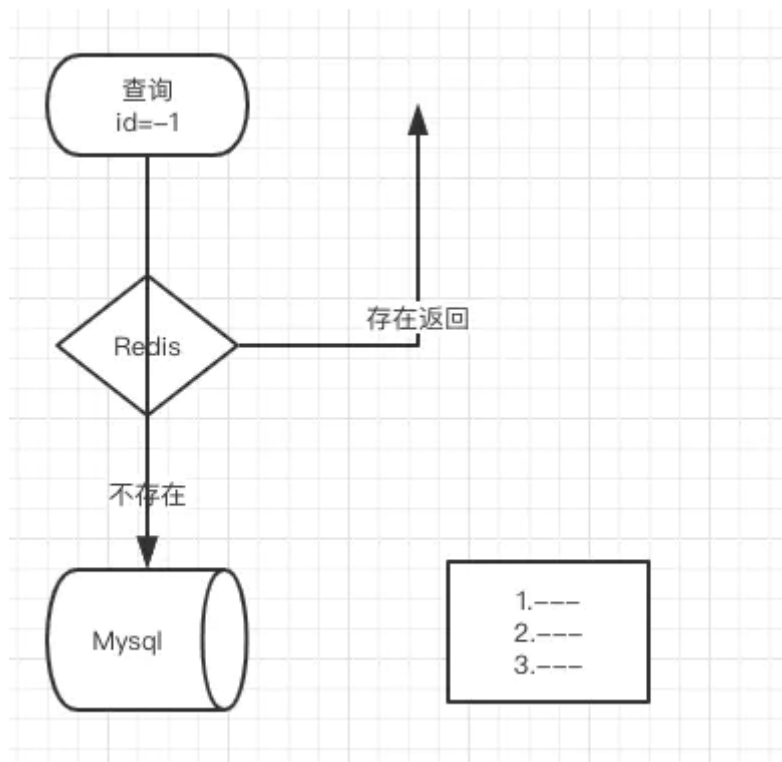 查询
id=-1
存在返回
Redis
不存在
Mysql
1.---
2.---
3.---